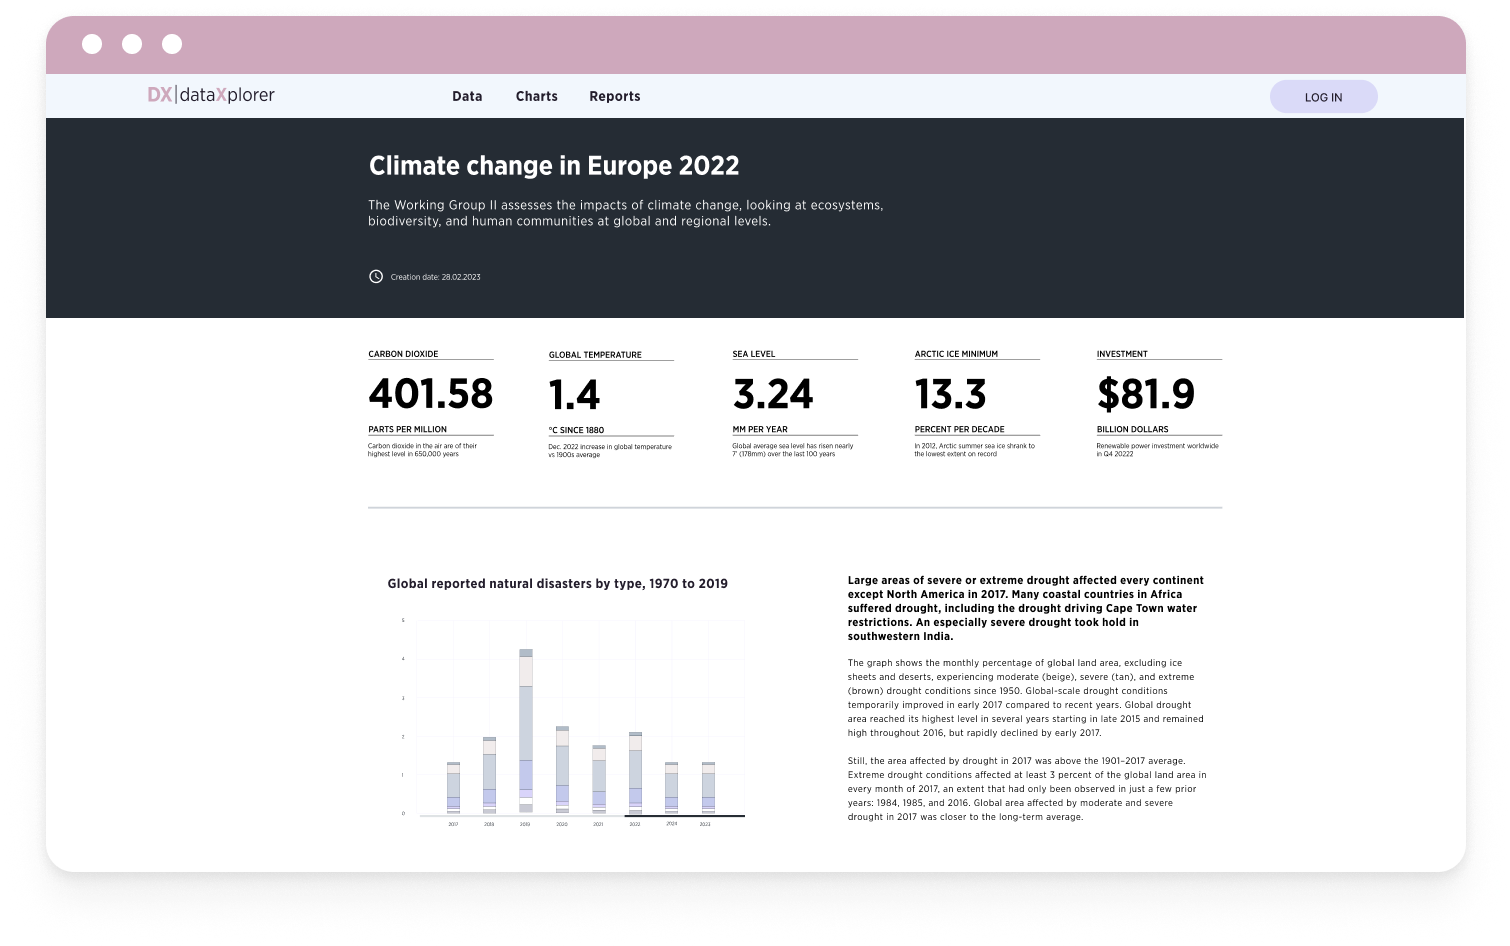 DX|dataXplorer
Data Charts Reports
LOG IN
Climate change in Europe 2022
The Working Group II assesses the impacts of climate change, looking at ecosystems,
biodiversity, and human communities at global and regional levels.
Creation date: 28.02.2023
CARBON DIOXIDE
401.58
PARTS PER MILLION
Carbon dioxide in the air are of their
highest level in 650,000 years
GLOBAL TEMPERATURE
1.4
°C SINCE 1880
Dec. 2022 increase in global temperature
vs 1900s average
SEA LEVEL
3.24
MM PER YEAR
Global average sea level has risen nearly
7' (178mm) over the last 100 years
ARCTIC ICE MINIMUM
13.3
PERCENT PER DECADE
In 2012, Arctic summer sea ice shrank to
the lowest extent on record
INVESTMENT
$81.9
BILLION DOLLARS
Renewable power investment worldwide
in Q4 20222
Global reported natural disasters by type, 1970 to 2019
5
4
3
2
1
0
2017 2018 2019 2020 2021 2022 2024 2023
Large areas of severe or extreme drought affected every continent
except North America in 2017. Many coastal countries in Africa
suffered drought, including the drought driving Cape Town water
restrictions. An especially severe drought took hold in
southwestern India.
The graph shows the monthly percentage of global land area, excluding ice
sheets and deserts, experiencing moderate (beige), severe (tan), and extreme
(brown) drought conditions since 1950. Global-scale drought conditions
temporarily improved in early 2017 compared to recent years. Global drought
area reached its highest level in several years starting in late 2015 and remained
high throughout 2016, but rapidly declined by early 2017.
Still, the area affected by drought in 2017 was above the 1901–2017 average.
Extreme drought conditions affected at least 3 percent of the global land area in
every month of 2017, an extent that had only been observed in just a few prior
years: 1984, 1985, and 2016. Global area affected by moderate and severe
drought in 2017 was closer to the long-term average.